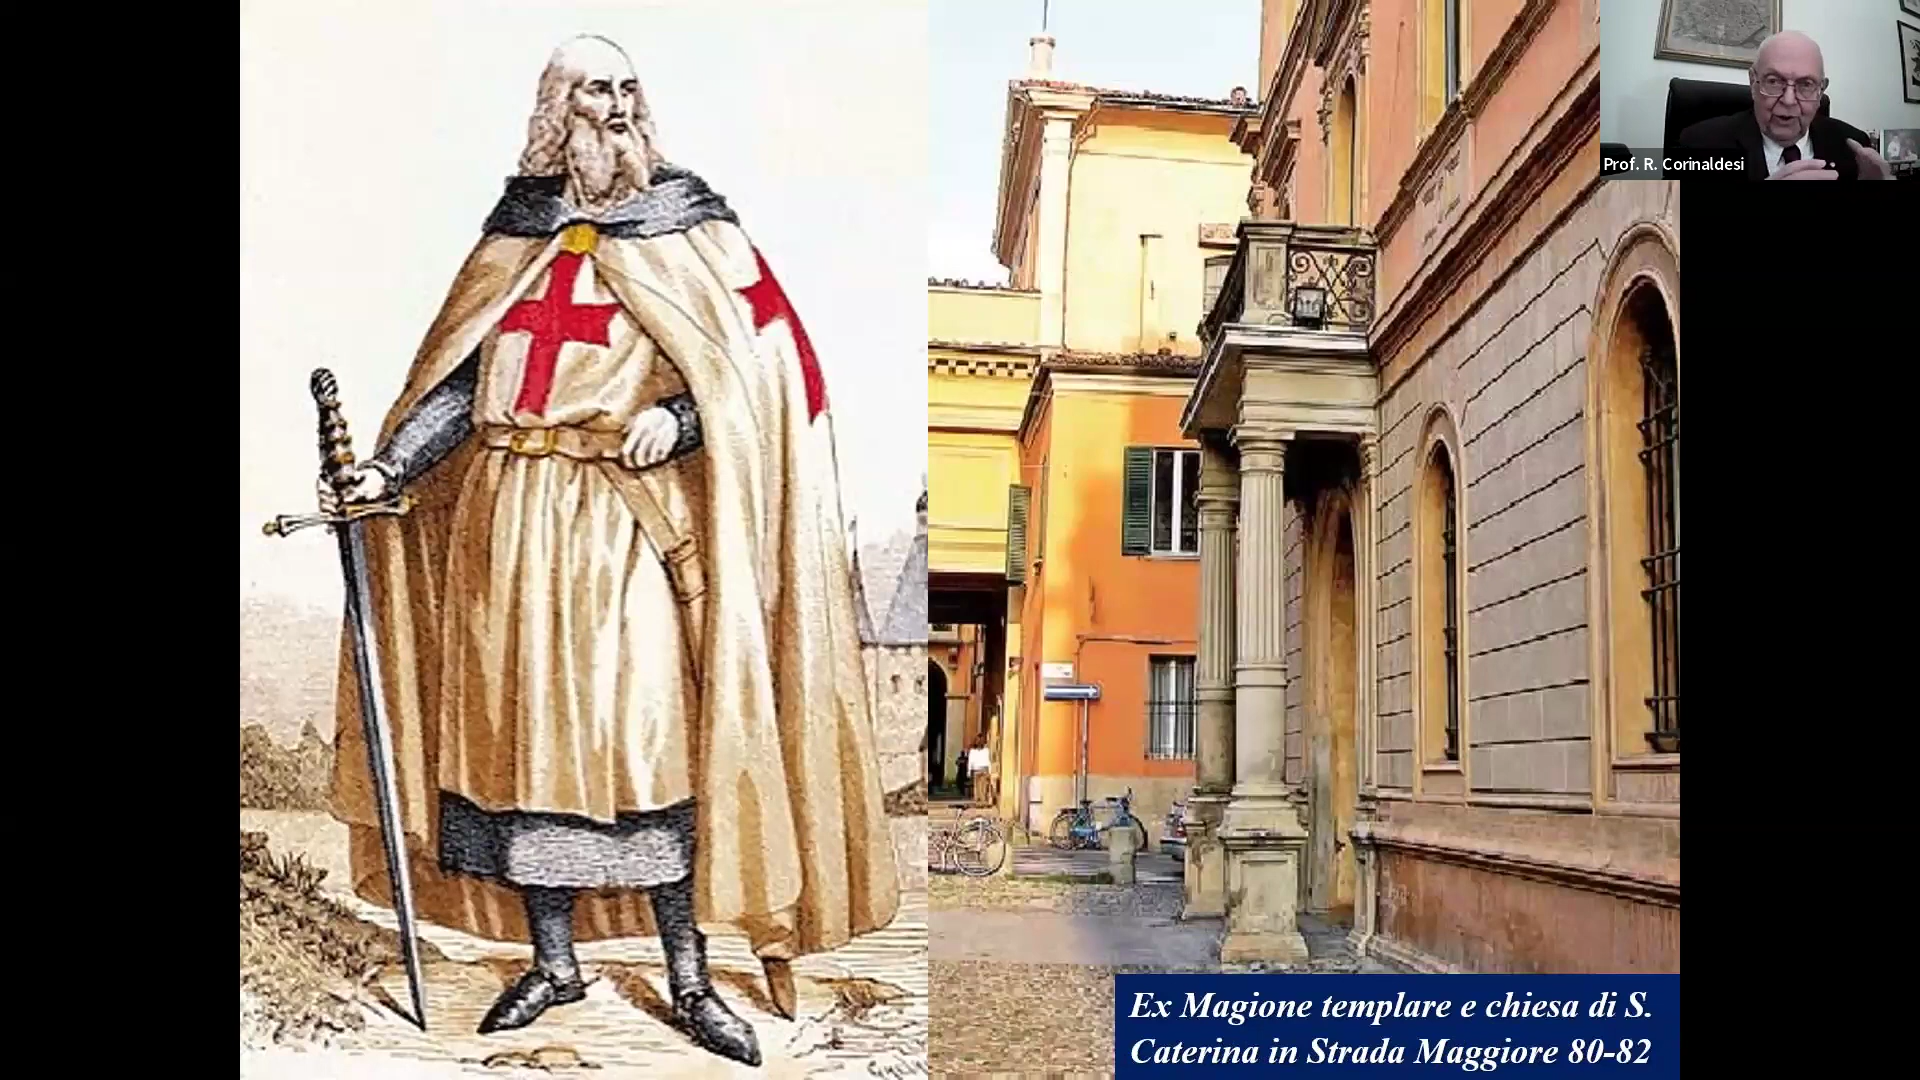 Prof. R. Corinaldesi
Ex Magione templare e chiesa di S.
Caterina in Strada Maggiore 80-82